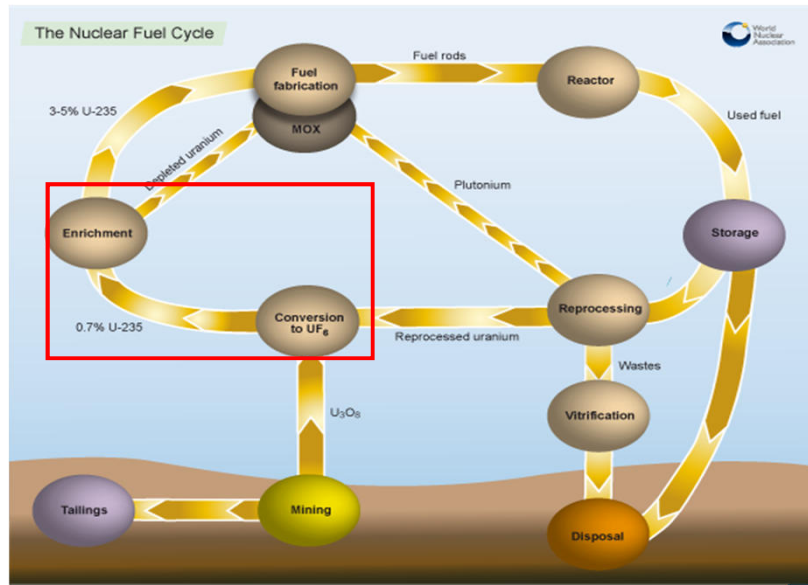 The Nuclear Fuel Cycle
World
Nuclear
Association
Fuel rods
Fuel
fabrication
Reactor
3-5% U-235
MOX
Used fuel
Depleted uranium
Plutonium
Enrichment
Storage
Conversion
to UF₆
Reprocessing
0.7% U-235
Reprocessed uranium
Wastes
U₃O₈
Vitrification
Tailings
Mining
Disposal